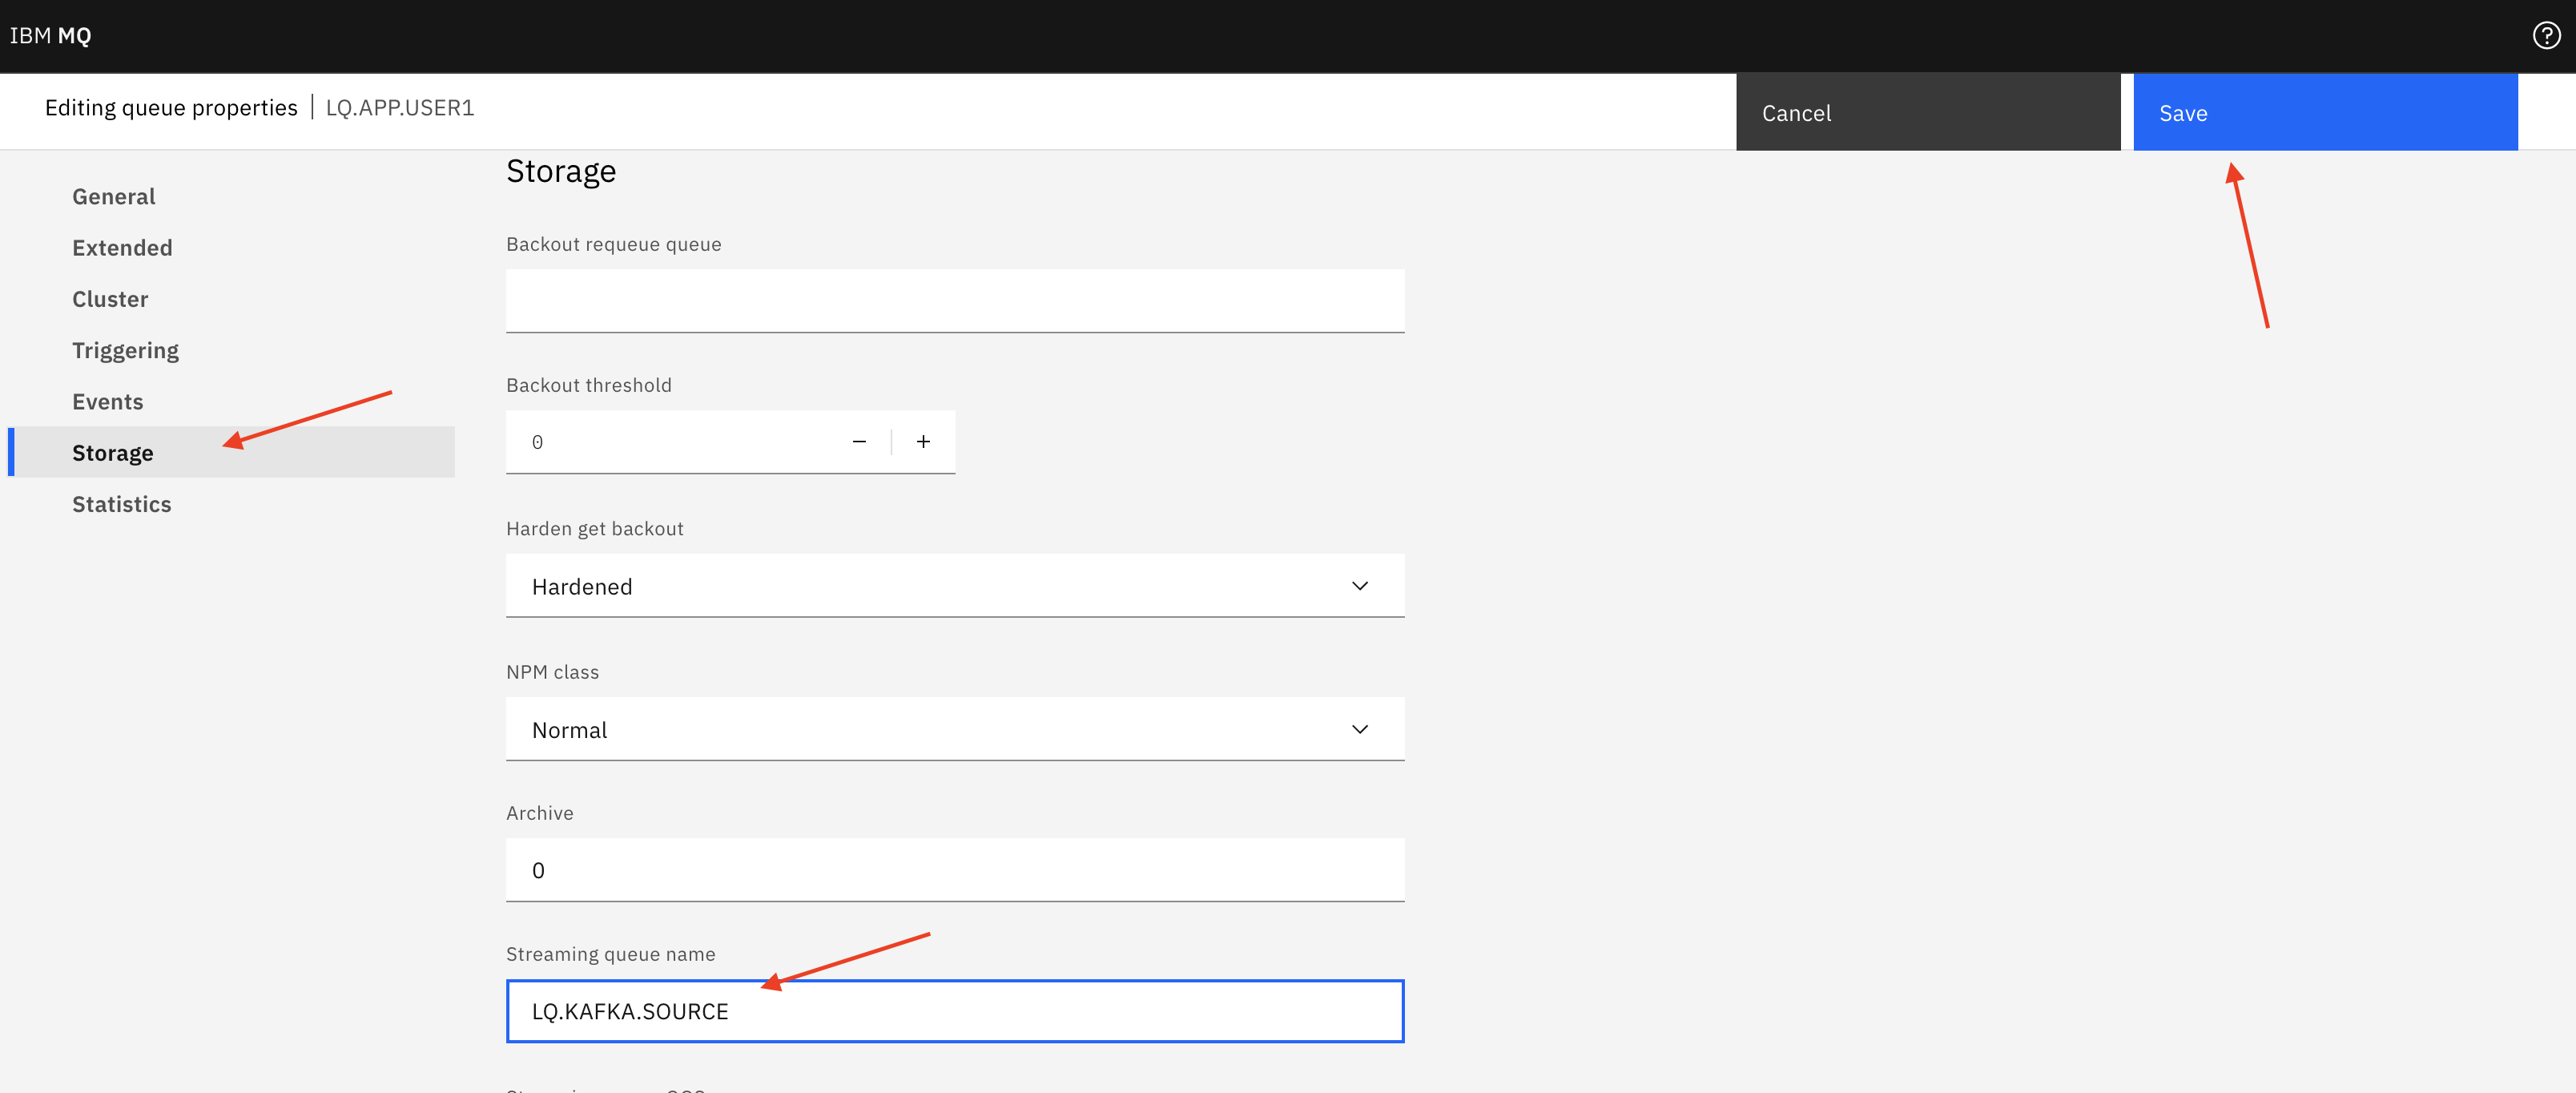 IBM MQ
Editing queue properties | LQ.APP.USER1
Cancel
Save
General
Extended
Cluster
Triggering
Events
Storage
Statistics
Storage
Backout requeue queue
Backout threshold
0
Harden get backout
Hardened
NPM class
Normal
Archive
0
Streaming queue name
LQ.KAFKA.SOURCE